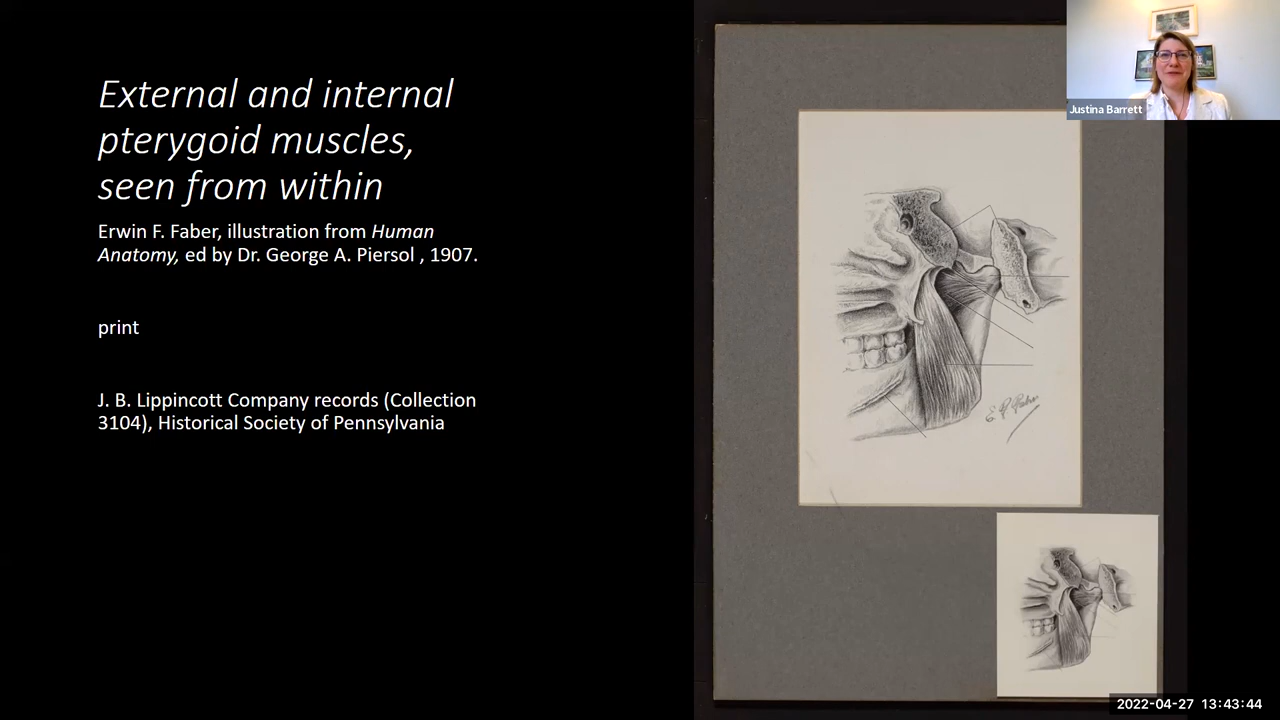 External and internal
pterygoid muscles,
seen from within
Erwin F. Faber, illustration from Human
Anatomy, ed by Dr. George A. Piersol , 1907.
print
J. B. Lippincott Company records (Collection
3104), Historical Society of Pennsylvania
Justina Barrett
E F Faber
2022-04-27 13:43:44